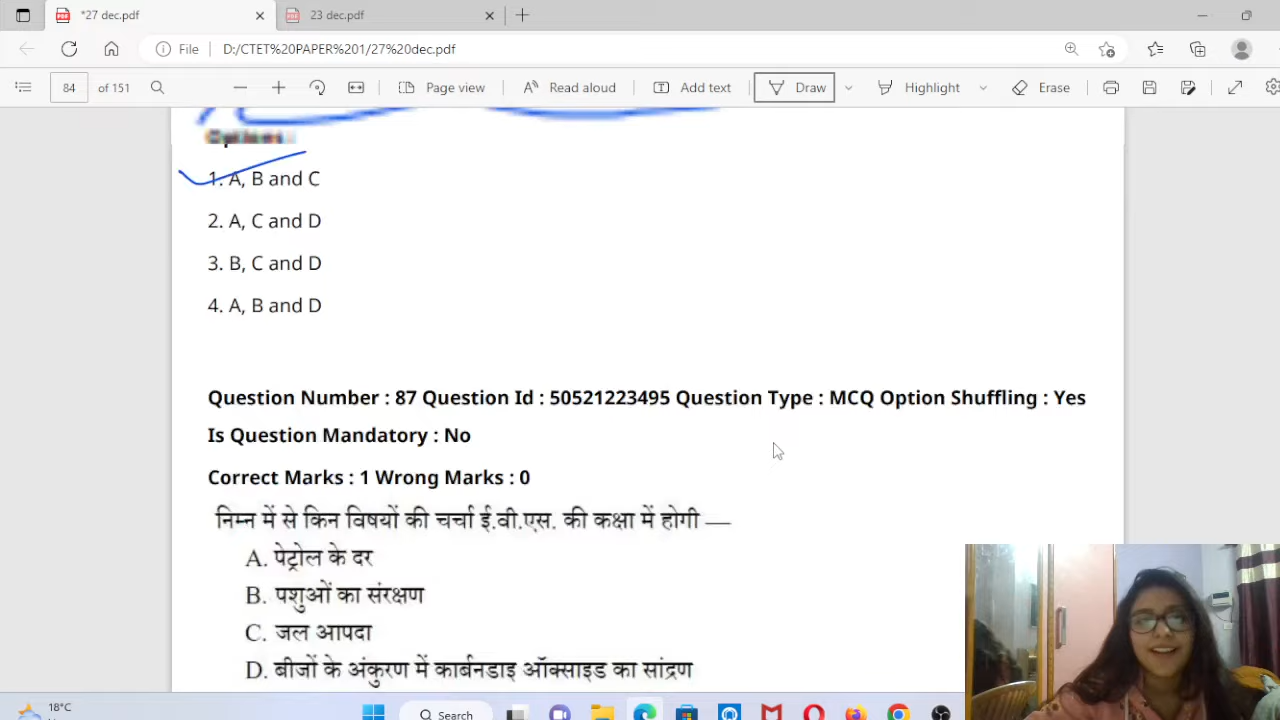 *27 dec.pdf
23 dec.pdf
File
D:/CTET%20PAPER%201/27%20dec.pdf
84 of 151
Page view
Read aloud
Add text
Draw
Highlight
Erase
Options :
1. A, B and C
2. A, C and D
3. B, C and D
4. A, B and D
Question Number : 87 Question Id : 50521223495 Question Type : MCQ Option Shuffling : Yes
Is Question Mandatory : No
Correct Marks : 1 Wrong Marks : 0
निम्न में से किन विषयों की चर्चा ई.वी.एस. की कक्षा में होगी —
A. पेट्रोल के दर
B. पशुओं का संरक्षण
C. जल आपदा
D. बीजों के अंकुरण में कार्बनडाइ ऑक्साइड का सांद्रण
18°C
Search